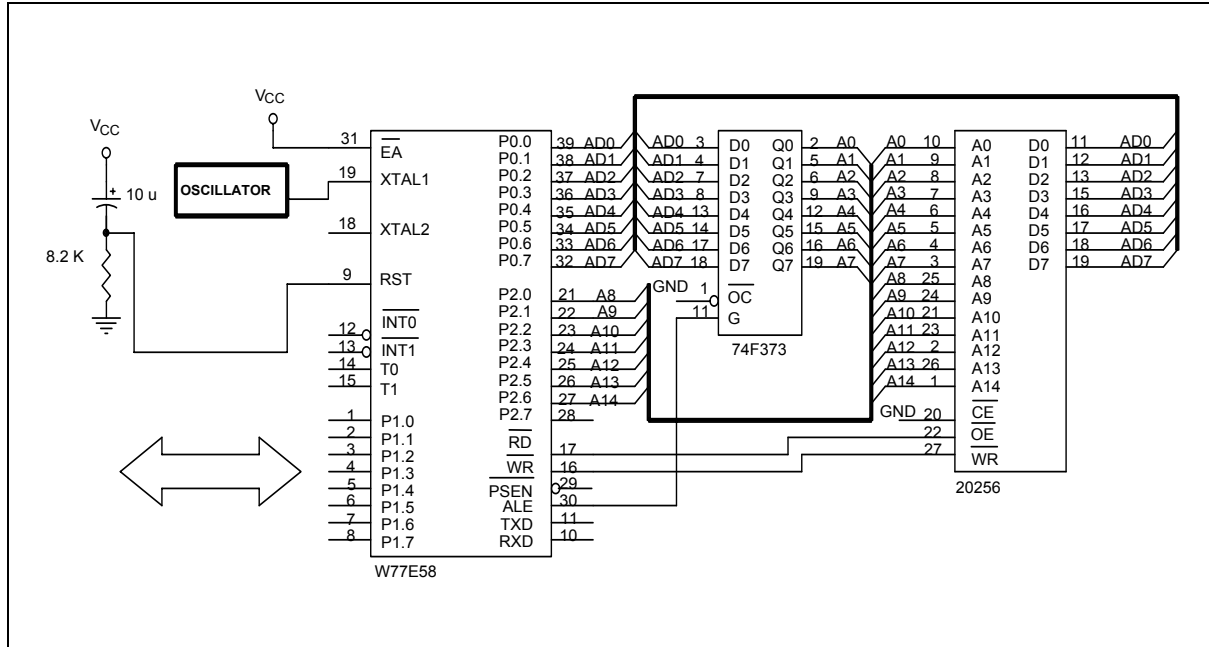 VCC
VCC
10 u
8.2 K
OSCILLATOR
31 EA
19 XTAL1
18 XTAL2
9 RST
12 INT0
13 INT1
14 T0
15 T1
1 P1.0
2 P1.1
3 P1.2
4 P1.3
5 P1.4
6 P1.5
7 P1.6
8 P1.7
P0.0 39 AD0
P0.1 38 AD1
P0.2 37 AD2
P0.3 36 AD3
P0.4 35 AD4
P0.5 34 AD5
P0.6 33 AD6
P0.7 32 AD7
P2.0 21 A8
P2.1 22 A9
P2.2 23 A10
P2.3 24 A11
P2.4 25 A12
P2.5 26 A13
P2.6 27 A14
P2.7 28
RD 17
WR 16
PSEN 29
ALE 30
TXD 11
RXD 10
W77E58
AD0 3 D0 Q0 2 A0
AD1 4 D1 Q1 5 A1
AD2 7 D2 Q2 6 A2
AD3 8 D3 Q3 9 A3
AD4 13 D4 Q4 12 A4
AD5 14 D5 Q5 15 A5
AD6 17 D6 Q6 16 A6
AD7 18 D7 Q7 19 A7
GND 1 OC
11 G
74F373
A0 10 A0 D0 11 AD0
A1 9 A1 D1 12 AD1
A2 8 A2 D2 13 AD2
A3 7 A3 D3 15 AD3
A4 6 A4 D4 16 AD4
A5 5 A5 D5 17 AD5
A6 4 A6 D6 18 AD6
A7 3 A7 D7 19 AD7
A8 25 A8
A9 24 A9
A10 21 A10
A11 23 A11
A12 2 A12
A13 26 A13
A14 1 A14
GND 20 CE
22 OE
27 WR
20256